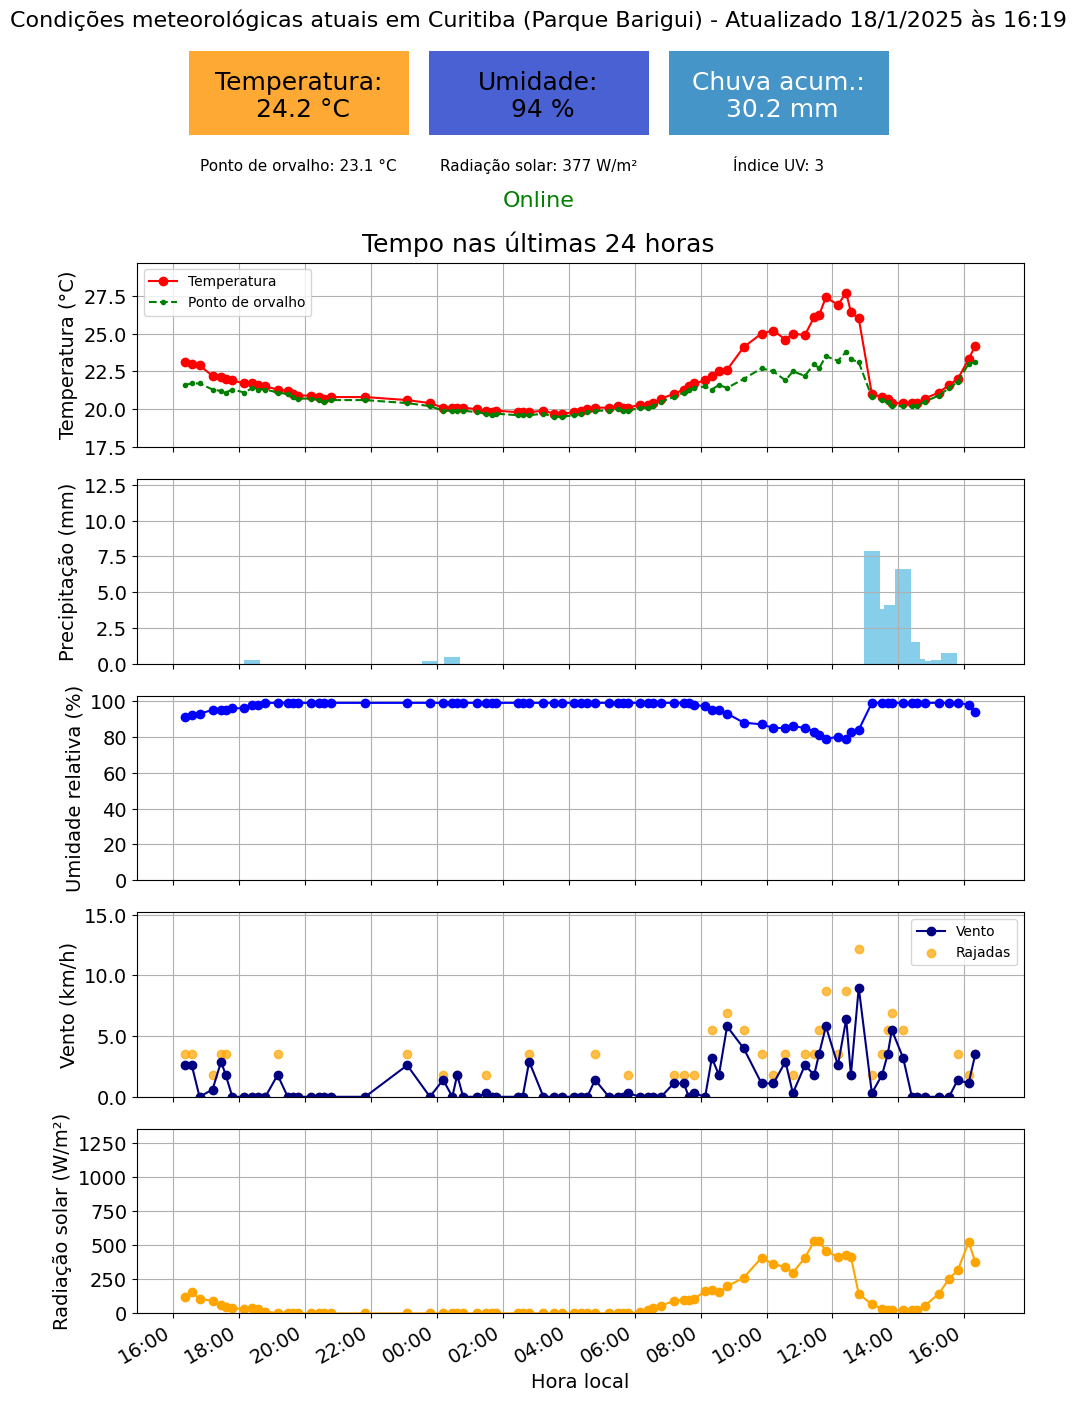 Condições meteorológicas atuais em Curitiba (Parque Barigui) - Atualizado 18/1/2025 às 16:19
Temperatura:
24.2 °C
Umidade:
94 %
Chuva acum.:
30.2 mm
Ponto de orvalho: 23.1 °C
Radiação solar: 377 W/m²
Índice UV: 3
Online
Tempo nas últimas 24 horas
Temperatura (°C)
27.5
25.0
22.5
20.0
17.5
Temperatura
Ponto de orvalho
Precipitação (mm)
12.5
10.0
7.5
5.0
2.5
0.0
Umidade relativa (%)
100
80
60
40
20
0
Vento (km/h)
15.0
10.0
5.0
0.0
Vento
Rajadas
Radiação solar (W/m²)
1250
1000
750
500
250
0
16:00
18:00
20:00
22:00
00:00
02:00
04:00
06:00
08:00
10:00
12:00
14:00
16:00
Hora local